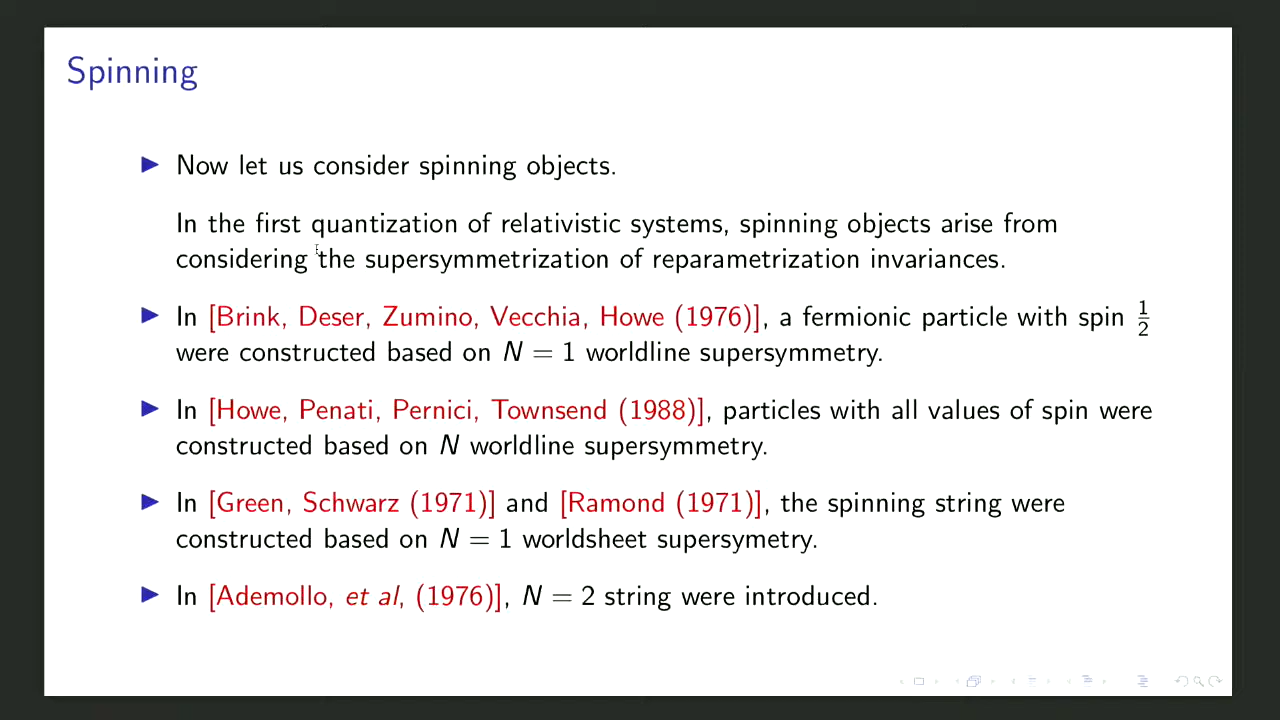 Spinning
Now let us consider spinning objects.
In the first quantization of relativistic systems, spinning objects arise from
considering the supersymmetrization of reparametrization invariances.
In [Brink, Deser, Zumino, Vecchia, Howe (1976)], a fermionic particle with spin 1/2
were constructed based on N = 1 worldline supersymmetry.
In [Howe, Penati, Pernici, Townsend (1988)], particles with all values of spin were
constructed based on N worldline supersymmetry.
In [Green, Schwarz (1971)] and [Ramond (1971)], the spinning string were
constructed based on N = 1 worldsheet supersymetry.
In [Ademollo, et al, (1976)], N = 2 string were introduced.